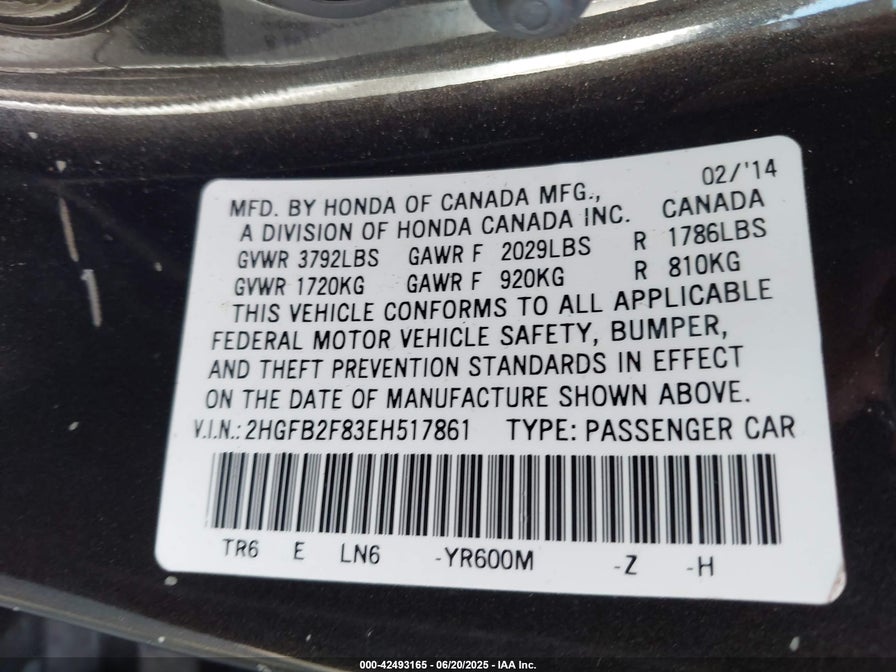 02/'14
MFD. BY HONDA OF CANADA MFG.,
A DIVISION OF HONDA CANADA INC. CANADA
GVWR 3792LBS GAWR F 2029LBS R 1786LBS
GVWR 1720KG GAWR F 920KG R 810KG
THIS VEHICLE CONFORMS TO ALL APPLICABLE
FEDERAL MOTOR VEHICLE SAFETY, BUMPER,
AND THEFT PREVENTION STANDARDS IN EFFECT
ON THE DATE OF MANUFACTURE SHOWN ABOVE.
V.I.N.: 2HGFB2F83EH517861 TYPE: PASSENGER CAR
TR6 E LN6 -YR600M -Z -H
000-42493165 - 06/20/2025 - IAA Inc.